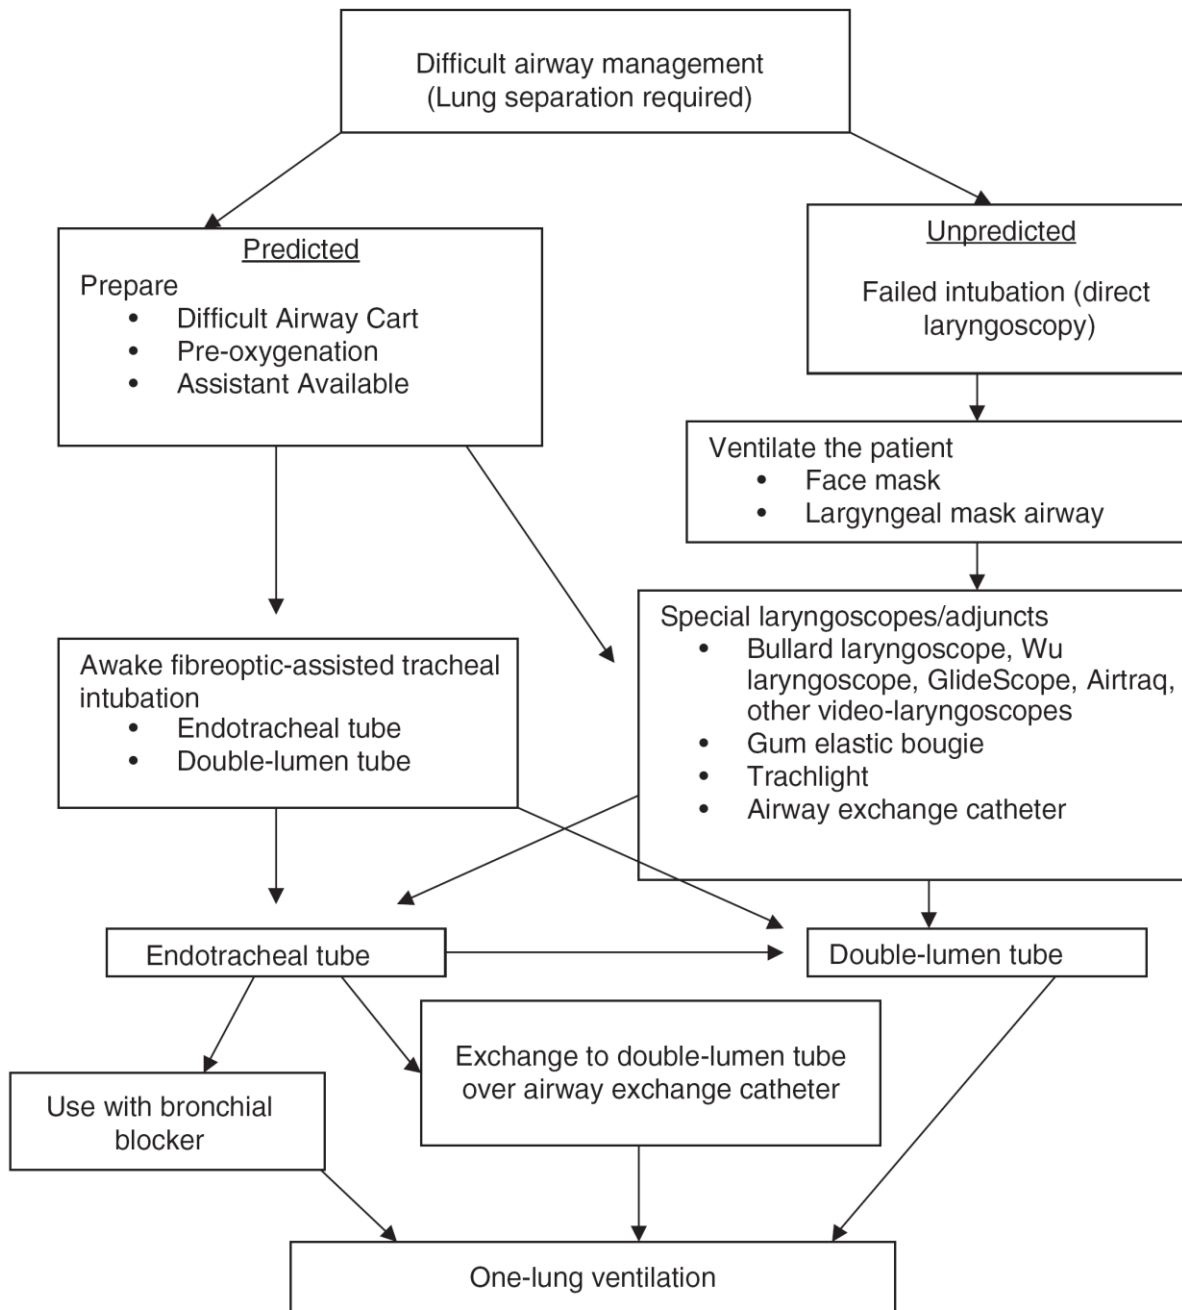 Difficult airway management
(Lung separation required)
Predicted
Prepare
• Difficult Airway Cart
• Pre-oxygenation
• Assistant Available
Unpredicted
Failed intubation (direct
laryngoscopy)
Ventilate the patient
• Face mask
• Largyngeal mask airway
Awake fibreoptic-assisted tracheal
intubation
• Endotracheal tube
• Double-lumen tube
Special laryngoscopes/adjuncts
• Bullard laryngoscope, Wu
laryngoscope, GlideScope, Airtraq,
other video-laryngoscopes
• Gum elastic bougie
• Trachlight
• Airway exchange catheter
Endotracheal tube
Double-lumen tube
Exchange to double-lumen tube
over airway exchange catheter
Use with bronchial
blocker
One-lung ventilation